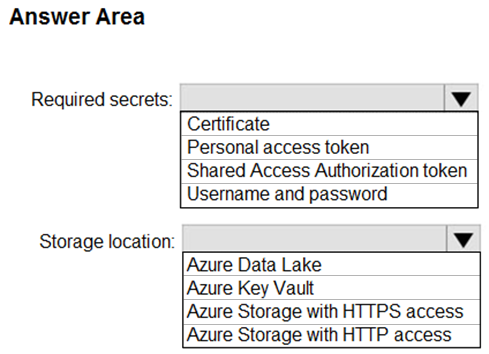 Answer Area
Required secrets:
Certificate
Personal access token
Shared Access Authorization token
Username and password
Storage location:
Azure Data Lake
Azure Key Vault
Azure Storage with HTTPS access
Azure Storage with HTTP access